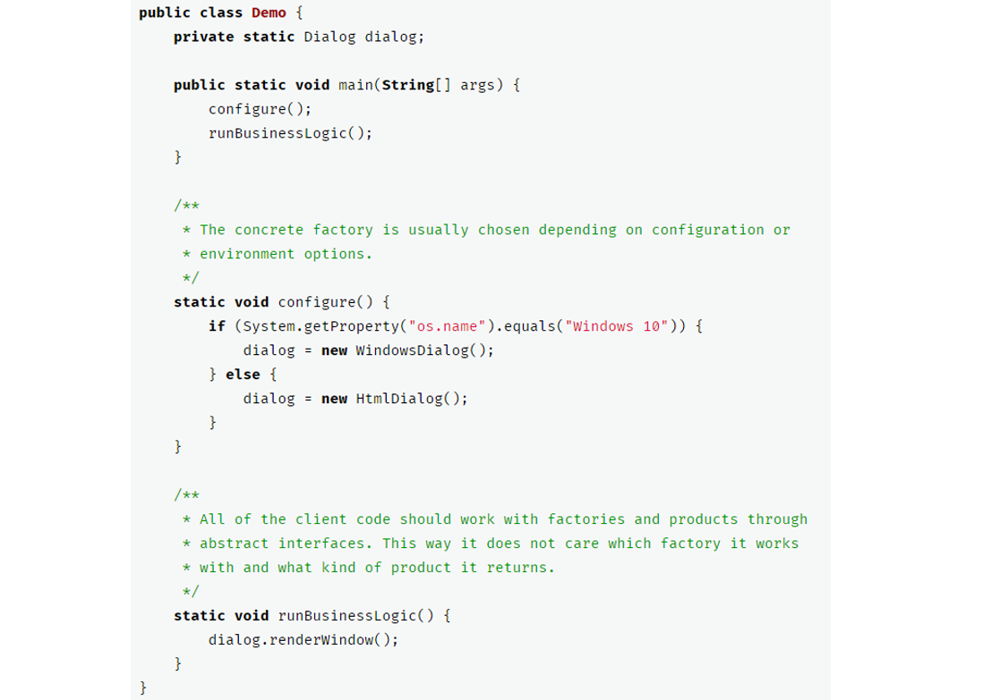 public class Demo {
    private static Dialog dialog;

    public static void main(String[] args) {
        configure();
        runBusinessLogic();
    }

    /**
     * The concrete factory is usually chosen depending on configuration or
     * environment options.
     */
    static void configure() {
        if (System.getProperty("os.name").equals("Windows 10")) {
            dialog = new WindowsDialog();
        } else {
            dialog = new HtmlDialog();
        }
    }

    /**
     * All of the client code should work with factories and products through
     * abstract interfaces. This way it does not care which factory it works
     * with and what kind of product it returns.
     */
    static void runBusinessLogic() {
        dialog.renderWindow();
    }
}